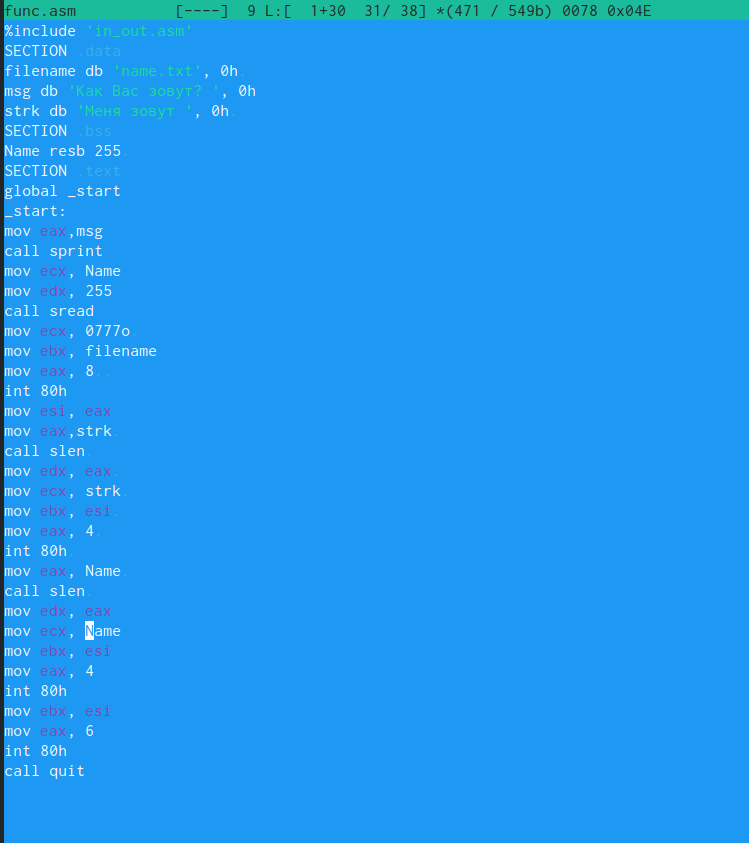 func.asm [----] 9 L:[ 1+30 31/ 38] *(471 / 549b) 0078 0x04E
%include 'in_out.asm'
SECTION .data
filename db 'name.txt', 0h.
msg db 'Как Вас зовут? ', 0h
strk db 'Меня зовут ', 0h.
SECTION .bss
Name resb 255.
SECTION .text
global _start
_start:
mov eax,msg
call sprint
mov ecx, Name
mov edx, 255
call sread
mov ecx, 0777o.
mov ebx, filename
mov eax, 8..
int 80h
mov esi, eax
mov eax,strk.
call slen.
mov edx, eax.
mov ecx, strk.
mov ebx, esi.
mov eax, 4.
int 80h.
mov eax, Name.
call slen.
mov edx, eax
mov ecx, Name
mov ebx, esi
mov eax, 4
int 80h
mov ebx, esi
mov eax, 6
int 80h
call quit